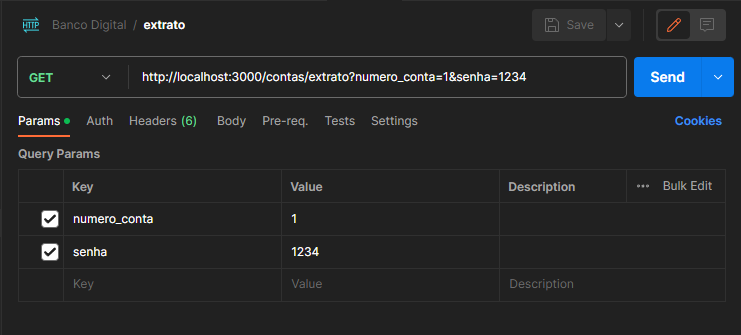 HTTP Banco Digital / extrato Save
GET http://localhost:3000/contas/extrato?numero_conta=1&senha=1234 Send
Params Auth Headers (6) Body Pre-req. Tests Settings Cookies
Query Params
Key Value Description ••• Bulk Edit
numero_conta 1
senha 1234
Key Value Description